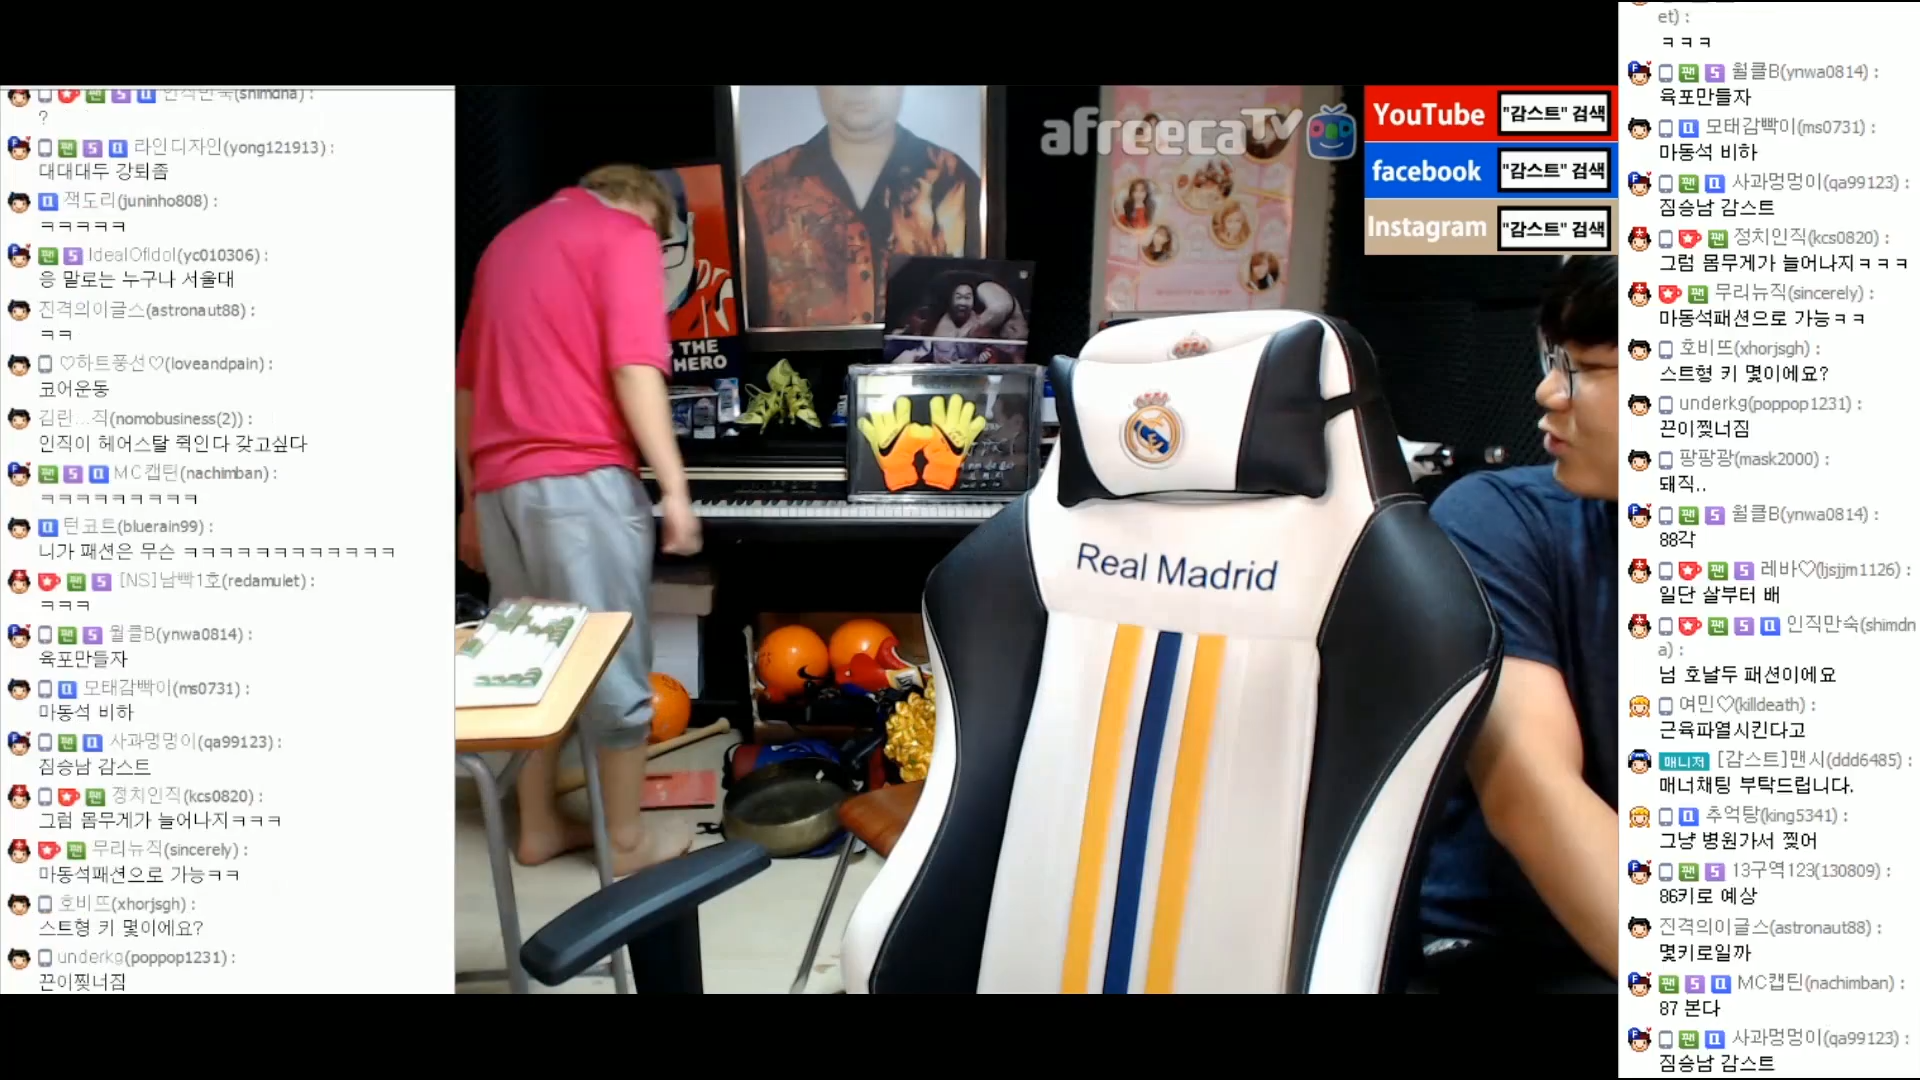 ?
라인디자인(yong121913) :
대대대두 강퇴좀
잭도리(juninho808) :
ㅋㅋㅋㅋㅋ
IdealOfIdol(yc010306) :
응 말로는 누구나 서울대
진격의이글스(astronaut88) :
ㅋㅋ
♡하트풍선♡(loveandpain) :
코어운동
김린...직(nomobusiness(2)) :
인직이 헤어스탈 쥑인다 갖고싶다
MC캡틴(nachimban) :
ㅋㅋㅋㅋㅋㅋㅋㅋㅋ
턴코트(bluerain99) :
니가 패션은 무슨 ㅋㅋㅋㅋㅋㅋㅋㅋㅋㅋㅋㅋ
[NS]남빡1호(redamulet) :
ㅋㅋㅋ
월클B(ynwa0814) :
육포만들자
모태감빡이(ms0731) :
마동석 비하
사과멍멍이(qa99123) :
짐승남 감스트
정치인직(kcs0820) :
그럼 몸무게가 늘어나지ㅋㅋㅋ
무리뉴직(sincerely) :
마동석패션으로 가능ㅋㅋ
호비뜨(xhorjsgh) :
스트형 키 몇이에요?
underkg(poppop1231) :
끈이찢너짐
THE
HERO
afreecaTV
YouTube "감스트" 검색
facebook "감스트" 검색
Instagram "감스트" 검색
Real Madrid
et) :
ㅋㅋㅋ
월클B(ynwa0814) :
육포만들자
모태감빡이(ms0731) :
마동석 비하
사과멍멍이(qa99123) :
짐승남 감스트
정치인직(kcs0820) :
그럼 몸무게가 늘어나지ㅋㅋㅋ
무리뉴직(sincerely) :
마동석패션으로 가능ㅋㅋ
호비뜨(xhorjsgh) :
스트형 키 몇이에요?
underkg(poppop1231) :
끈이찢너짐
팡팡광(mask2000) :
돼직..
월클B(ynwa0814) :
88각
레바♡(ljsjjm1126) :
일단 살부터 배
인직만숙(shimdn
a) :
넘 호날두 패션이에요
여민♡(killdeath) :
근육파열시킨다고
매니저 [감스트]맨시(ddd6485) :
매너채팅 부탁드립니다.
추억탕(king5341) :
그냥 병원가서 찢어
13구역123(130809) :
86키로 예상
진격의이글스(astronaut88) :
몇키로일까
MC캡틴(nachimban) :
87 본다
사과멍멍이(qa99123) :
짐승남 감스트